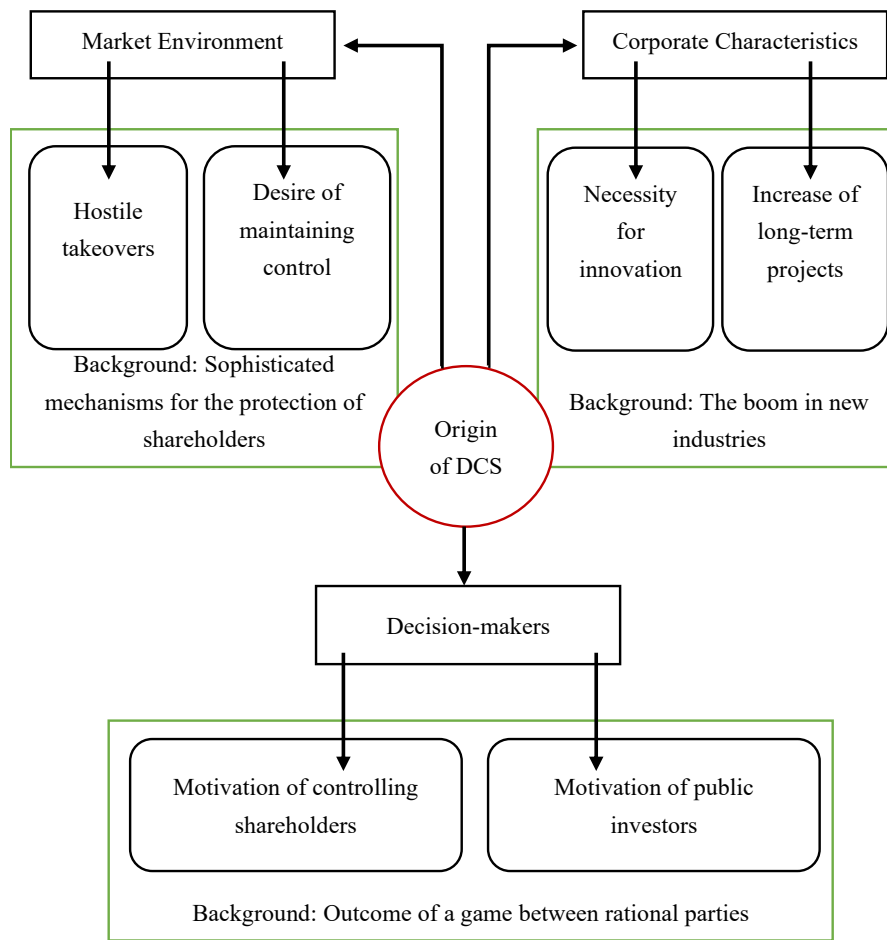 Market Environment
Corporate Characteristics
Hostile
takeovers
Desire of
maintaining
control
Necessity
for
innovation
Increase of
long-term
projects
Background: Sophisticated
mechanisms for the protection of
shareholders
Background: The boom in new
industries
Origin
of DCS
Decision-makers
Motivation of controlling
shareholders
Motivation of public
investors
Background: Outcome of a game between rational parties